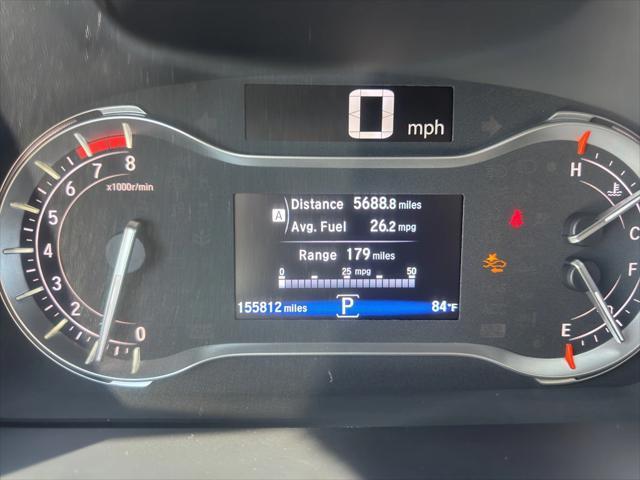 0 mph
8
7
6
5
4
3
2
1
0
x1000r/min
A
Distance 5688.8 miles
Avg. Fuel 26.2 mpg
Range 179 miles
0 25 mpg 50
155812 miles P 84°F
H
C
F
E